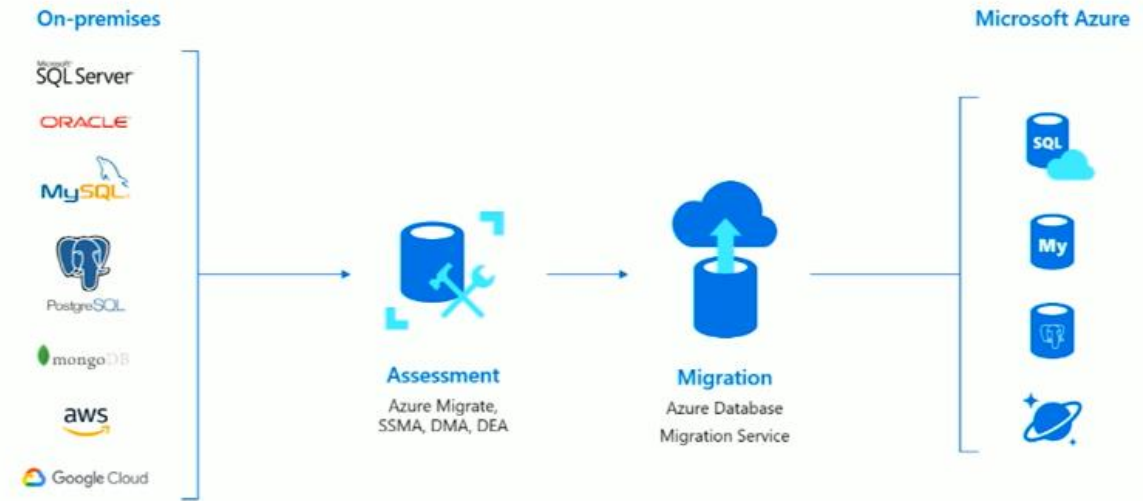 On-premises
Microsoft Azure
Microsoft
SQL Server
ORACLE
MySQL
PostgreSQL
mongoDB
aws
Google Cloud
Assessment
Azure Migrate,
SSMA, DMA, DEA
Migration
Azure Database
Migration Service
SQL
My